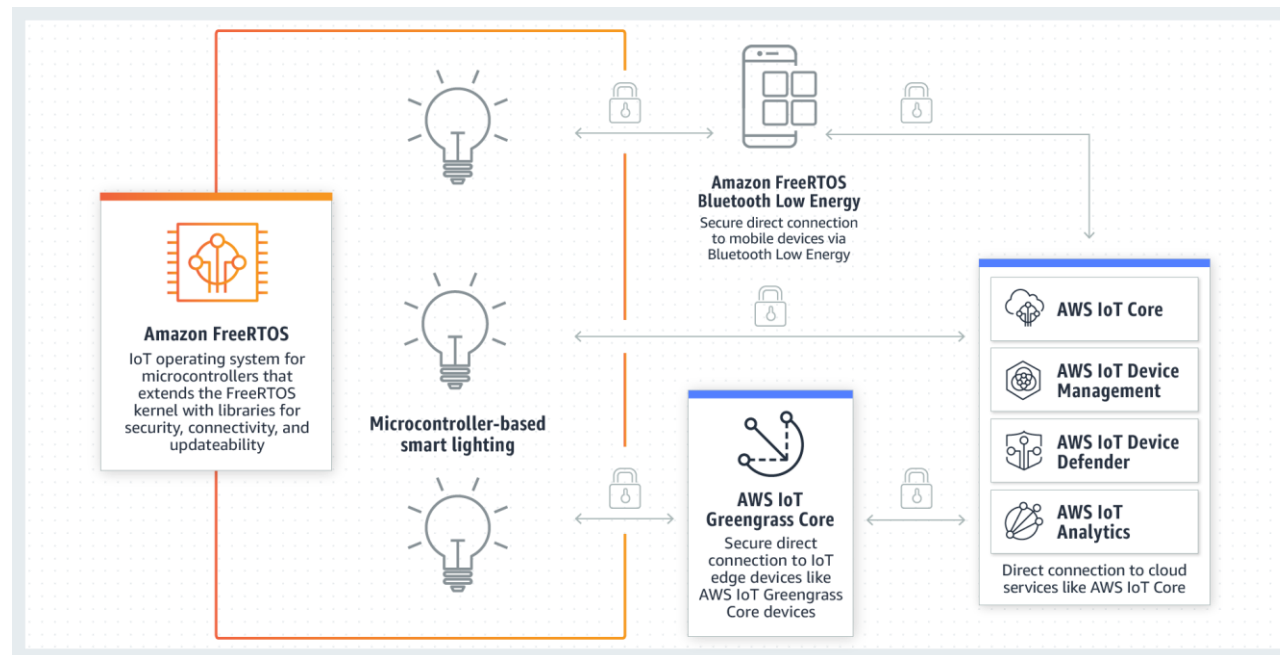 Amazon FreeRTOS
IoT operating system for
microcontrollers that
extends the FreeRTOS
kernel with libraries for
security, connectivity, and
updateability
Microcontroller-based
smart lighting
Amazon FreeRTOS
Bluetooth Low Energy
Secure direct connection
to mobile devices via
Bluetooth Low Energy
AWS IoT
Greengrass Core
Secure direct
connection to IoT
edge devices like
AWS IoT Greengrass
Core devices
AWS IoT Core
AWS IoT Device
Management
AWS IoT Device
Defender
AWS IoT
Analytics
Direct connection to cloud
services like AWS IoT Core